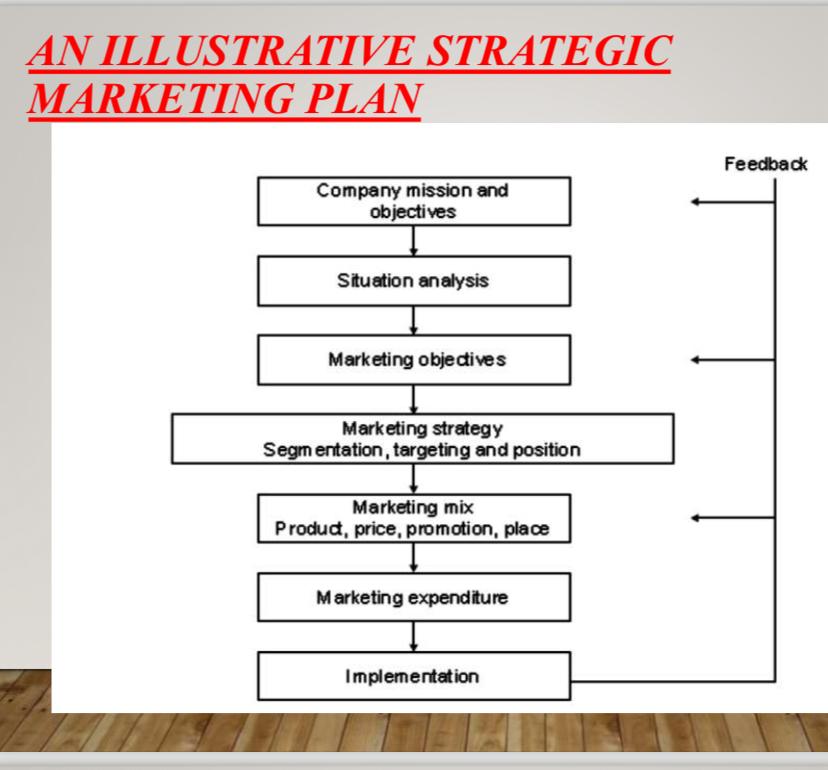 AN ILLUSTRATIVE STRATEGIC
MARKETING PLAN
Feedback
Company mission and
objectives
Situation analysis
Marketing objectives
Marketing strategy
Segmentation, targeting and position
Marketing mix
Product, price, promotion, place
Marketing expenditure
Implementation